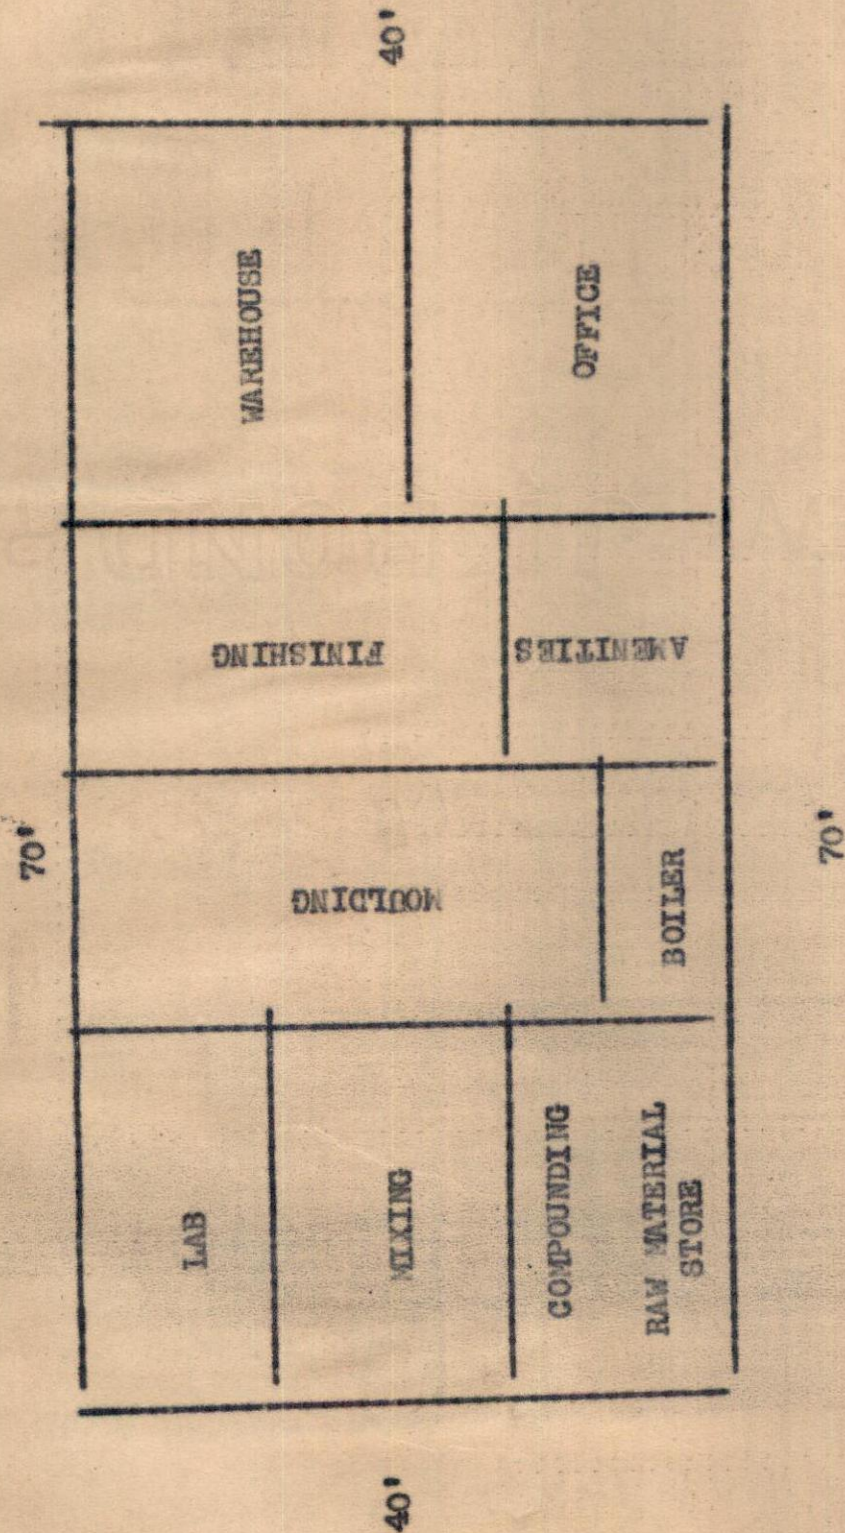 70'
LAB
MOULDING
FINISHING
WAREHOUSE
40'
MIXING
40'
COMPOUNDING
RAW MATERIAL
STORE
BOILER
AMENITIES
OFFICE
70'